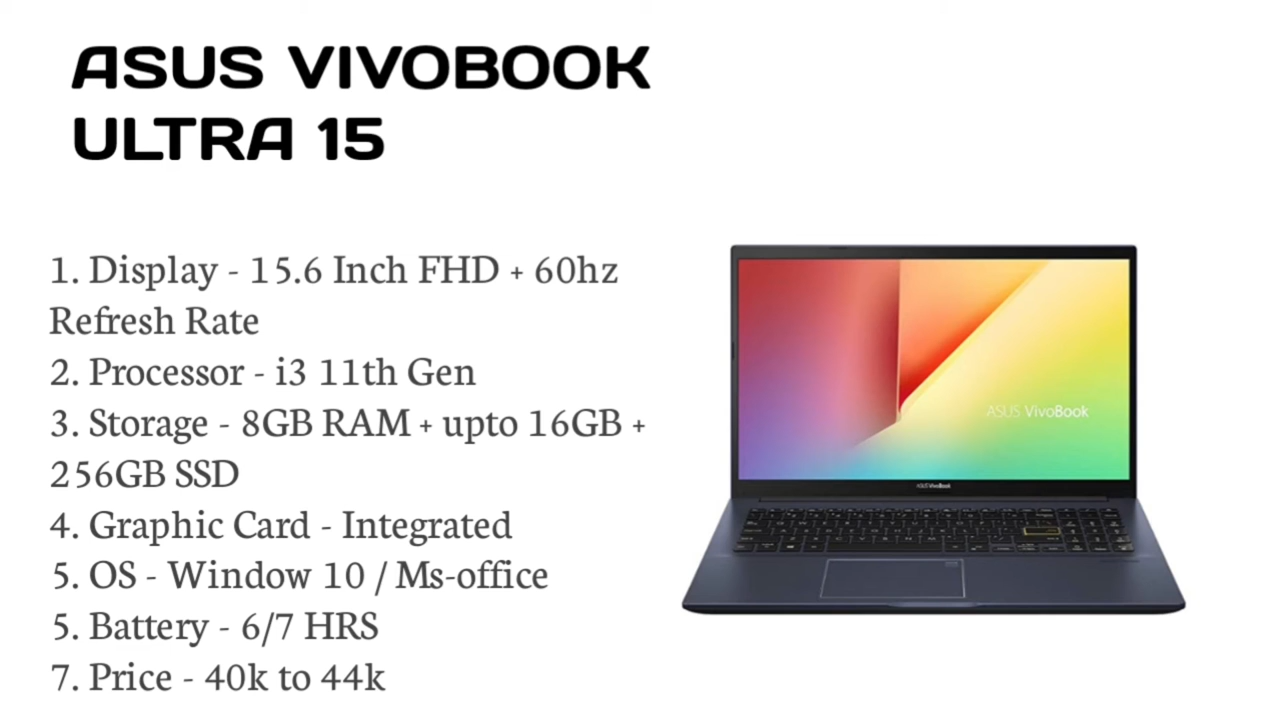 ASUS VIVOBOOK
ULTRA 15
1. Display - 15.6 Inch FHD + 60hz
Refresh Rate
2. Processor - i3 11th Gen
3. Storage - 8GB RAM + upto 16GB +
256GB SSD
4. Graphic Card - Integrated
5. OS - Window 10 / Ms-office
5. Battery - 6/7 HRS
7. Price - 40k to 44k
ASUS VivoBook
ASUS VivoBook